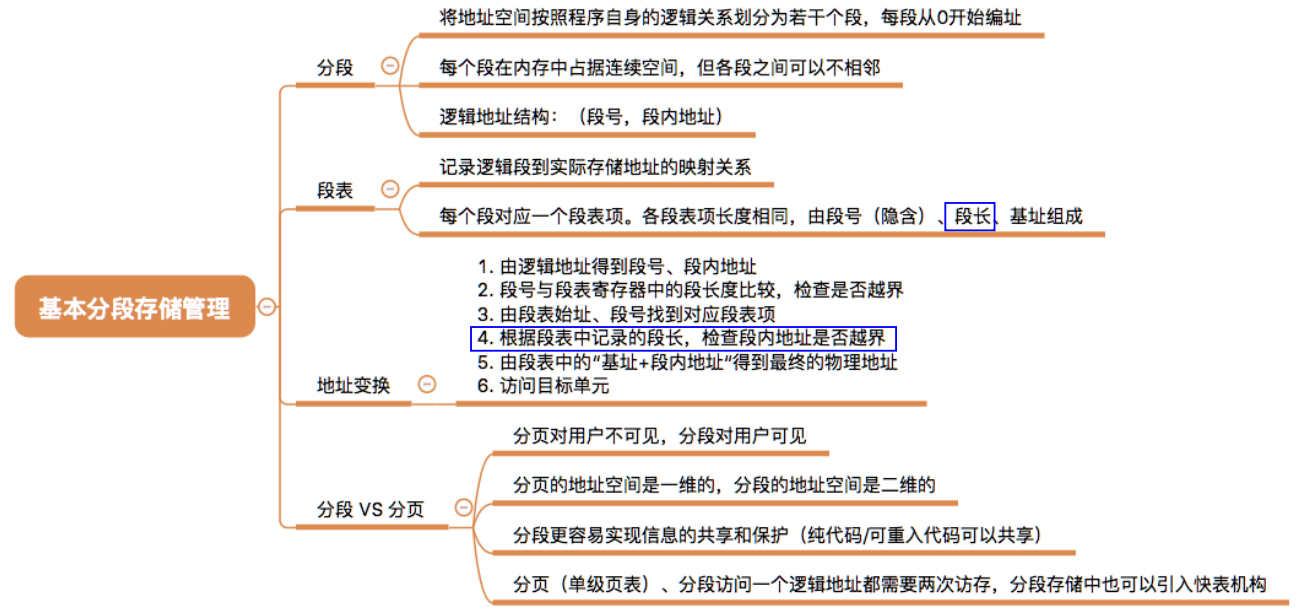 将地址空间按照程序自身的逻辑关系划分为若干个段，每段从0开始编址
分段
每个段在内存中占据连续空间，但各段之间可以不相邻
逻辑地址结构：（段号，段内地址）
记录逻辑段到实际存储地址的映射关系
段表
每个段对应一个段表项。各段表项长度相同，由段号（隐含）、段长、基址组成
基本分段存储管理
1. 由逻辑地址得到段号、段内地址
2. 段号与段表寄存器中的段长度比较，检查是否越界
3. 由段表始址、段号找到对应段表项
4. 根据段表中记录的段长，检查段内地址是否越界
5. 由段表中的“基址+段内地址”得到最终的物理地址
6. 访问目标单元
地址变换
分页对用户不可见，分段对用户可见
分页的地址空间是一维的，分段的地址空间是二维的
分段 VS 分页
分段更容易实现信息的共享和保护（纯代码/可重入代码可以共享）
分页（单级页表）、分段访问一个逻辑地址都需要两次访存，分段存储中也可以引入快表机构